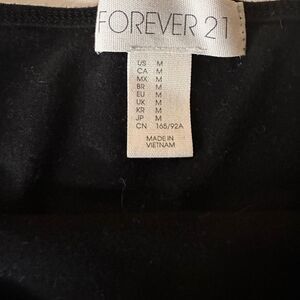 FOREVER 21
US M
CA M
MX M
BR M
EU M
UK M
KR M
JP M
CN 165/92A
MADE IN
VIETNAM